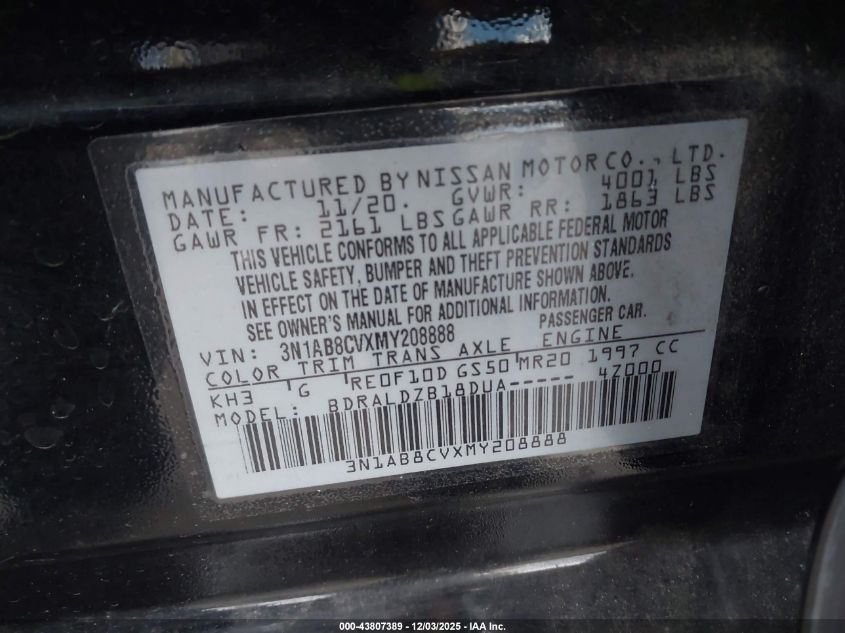 MANUFACTURED BY NISSAN MOTOR CO., LTD.
DATE: 11/20. GVWR: 4001 LBS
GAWR FR: 2161 LBS GAWR RR: 1863 LBS
THIS VEHICLE CONFORMS TO ALL APPLICABLE FEDERAL MOTOR
VEHICLE SAFETY, BUMPER AND THEFT PREVENTION STANDARDS
IN EFFECT ON THE DATE OF MANUFACTURE SHOWN ABOVE.
SEE OWNER'S MANUAL FOR ADDITIONAL INFORMATION.
VIN: 3N1AB8CVXMY208888 PASSENGER CAR.
COLOR TRIM TRANS AXLE ENGINE
KH3 G RE0F10D GS50 MR20 1997 CC
MODEL: BDRALDZB18DUA----- 4Z000
3N1AB8CVXMY208888
000-43807389 - 12/03/2025 - IAA Inc.